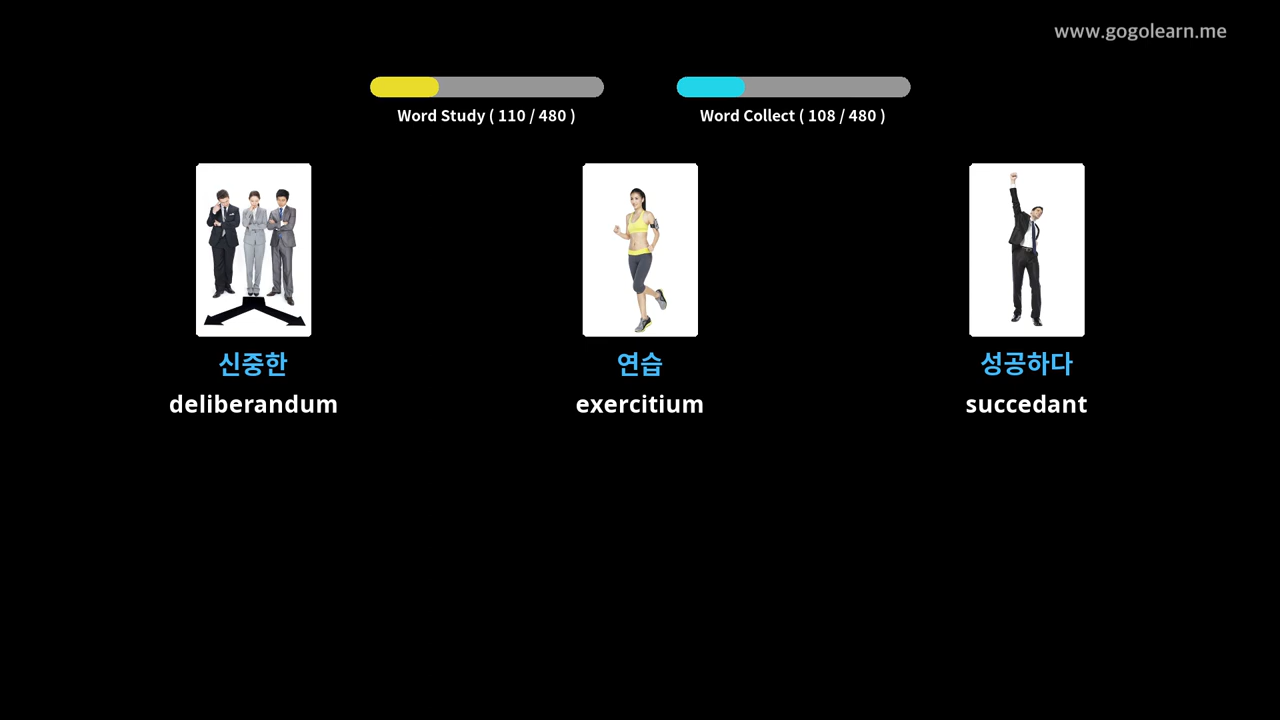 www.gogolearn.me
Word Study ( 110 / 480 )
Word Collect ( 108 / 480 )
신중한
deliberandum
연습
exercitium
성공하다
succedant